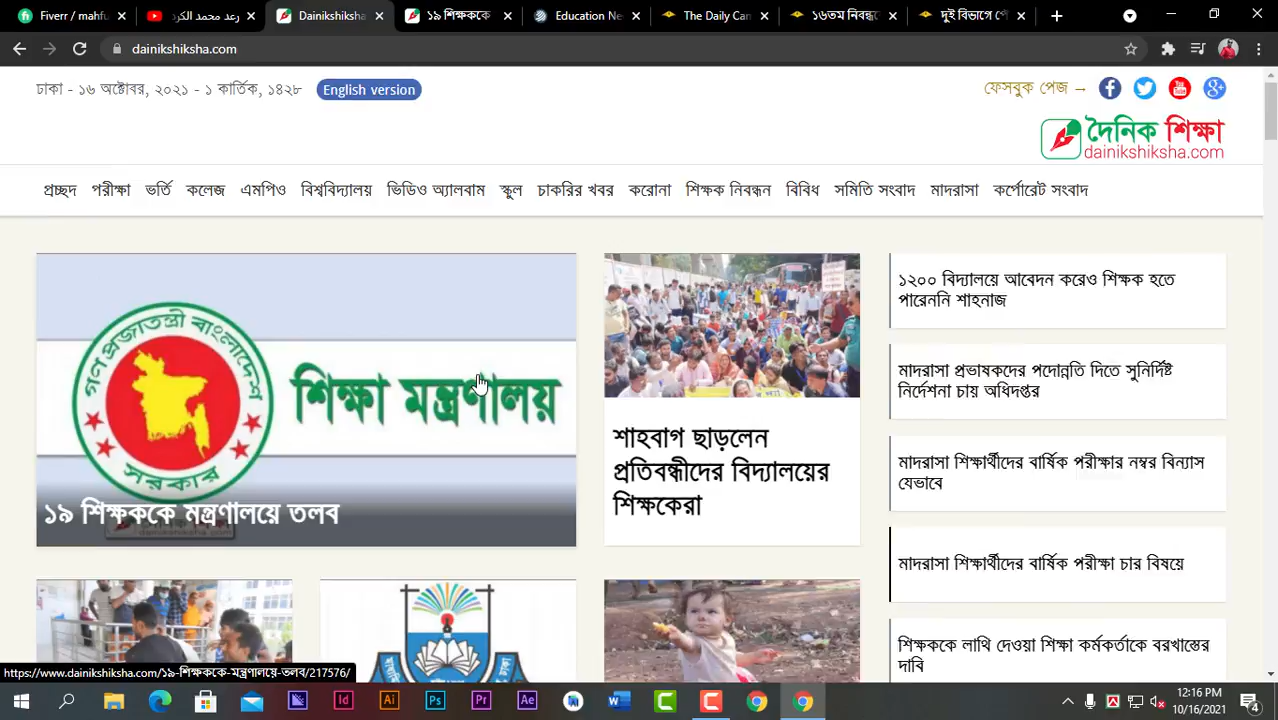 Fiverr / mahfu
رعد محمد الكرد
Dainikshiksha
১৯ শিক্ষককে
Education Ne
The Daily Can
১৬তম নিবন্ধ
দুই বিভাগে পৌ
dainikshiksha.com
ঢাকা - ১৬ অক্টোবর, ২০২১ - ১ কার্তিক, ১৪২৮
English version
ফেসবুক পেজ →
দৈনিক শিক্ষা
dainikshiksha.com
প্রচ্ছদ পরীক্ষা ভর্তি কলেজ এমপিও বিশ্ববিদ্যালয় ভিডিও অ্যালবাম স্কুল চাকরির খবর করোনা শিক্ষক নিবন্ধন বিবিধ সমিতি সংবাদ মাদরাসা কর্পোরেট সংবাদ
গণপ্রজাতন্ত্রী বাংলাদেশ
সরকার
শিক্ষা মন্ত্রণালয়
১৯ শিক্ষককে মন্ত্রণালয়ে তলব
শাহবাগ ছাড়লেন
প্রতিবন্ধীদের বিদ্যালয়ের
শিক্ষকেরা
১২০০ বিদ্যালয়ে আবেদন করেও শিক্ষক হতে
পারেননি শাহনাজ
মাদরাসা প্রভাষকদের পদোন্নতি দিতে সুনির্দিষ্ট
নির্দেশনা চায় অধিদপ্তর
মাদরাসা শিক্ষার্থীদের বার্ষিক পরীক্ষার নম্বর বিন্যাস
যেভাবে
মাদরাসা শিক্ষার্থীদের বার্ষিক পরীক্ষা চার বিষয়ে
শিক্ষককে লাথি দেওয়া শিক্ষা কর্মকর্তাকে বরখাস্তের
দাবি
https://www.dainikshiksha.com/১৯-শিক্ষককে-মন্ত্রণালয়ে-তলব/217576/
12:16 PM
10/16/2021
4